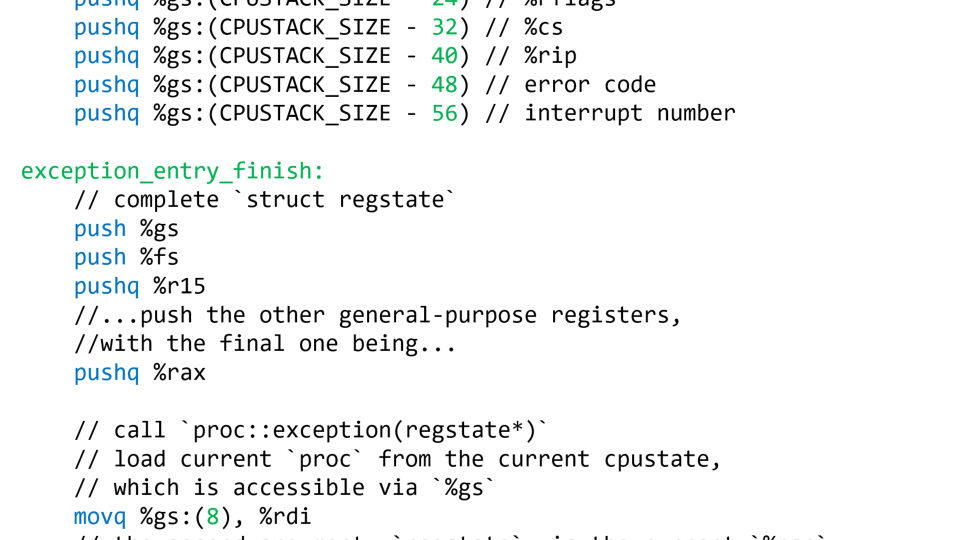 pushq %gs:(CPUSTACK_SIZE - 24) // %rflags
pushq %gs:(CPUSTACK_SIZE - 32) // %cs
pushq %gs:(CPUSTACK_SIZE - 40) // %rip
pushq %gs:(CPUSTACK_SIZE - 48) // error code
pushq %gs:(CPUSTACK_SIZE - 56) // interrupt number
exception_entry_finish:
// complete `struct regstate`
push %gs
push %fs
pushq %r15
//...push the other general-purpose registers,
//with the final one being...
pushq %rax
// call `proc::exception(regstate*)`
// load current `proc` from the current cpustate,
// which is accessible via `%gs`
movq %gs:(8), %rdi